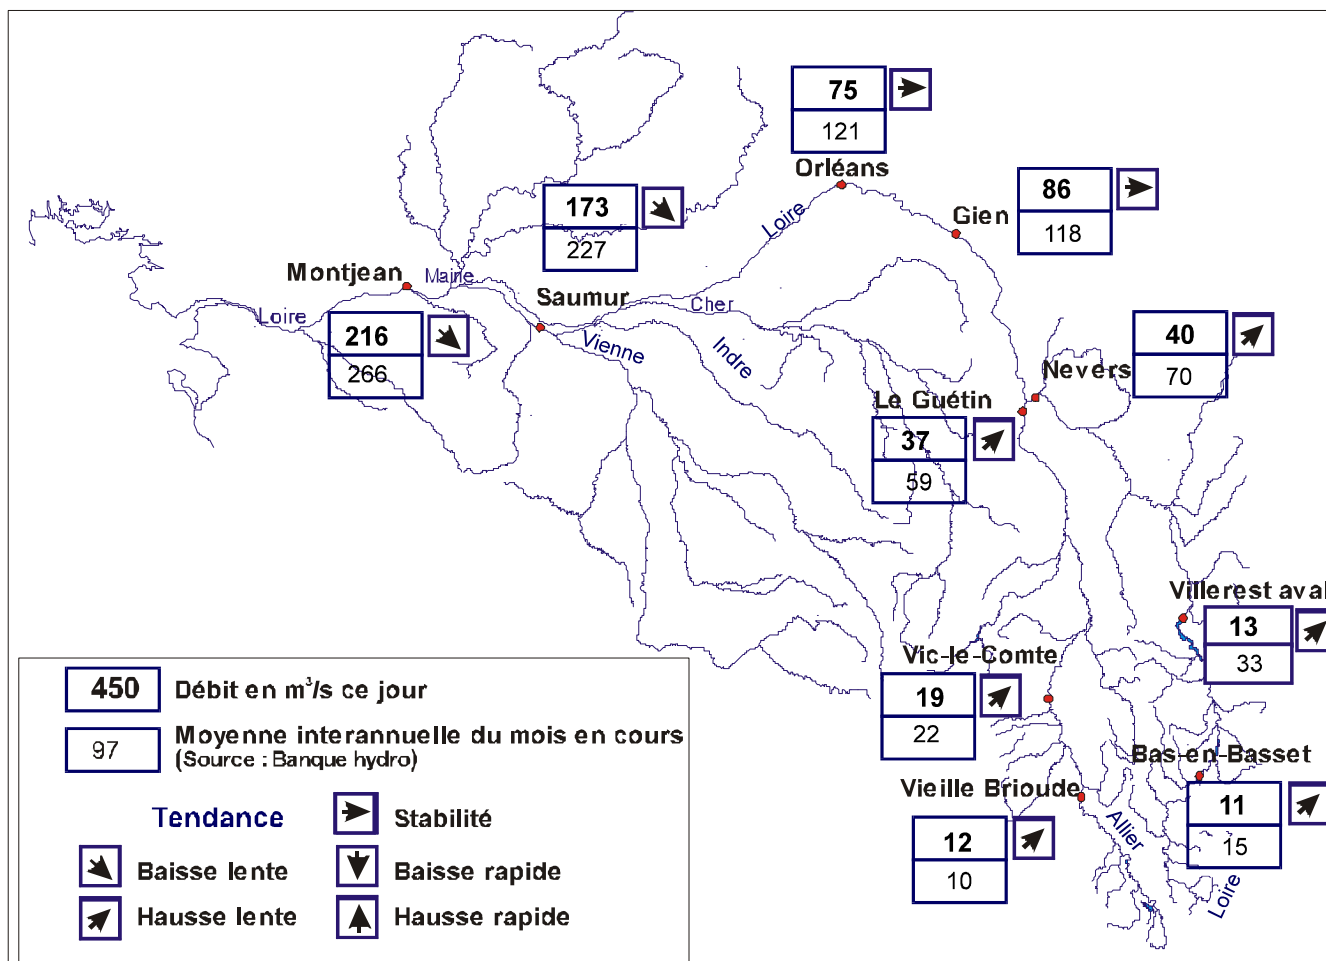 75
121
Orléans
86
118
Gien
173
227
Loire
Montjean
Maine
Saumur
Cher
Loire
216
266
Vienne
Indre
40
70
Nevers
Le Guétin
37
59
Villerest aval
13
33
Vic-le-Comte
19
22
Bas-en-Basset
11
15
Vieille Brioude
12
10
Allier
Loire
450 Débit en m³/s ce jour
97 Moyenne interannuelle du mois en cours
(Source : Banque hydro)
Tendance
Stabilité
Baisse lente
Baisse rapide
Hausse lente
Hausse rapide